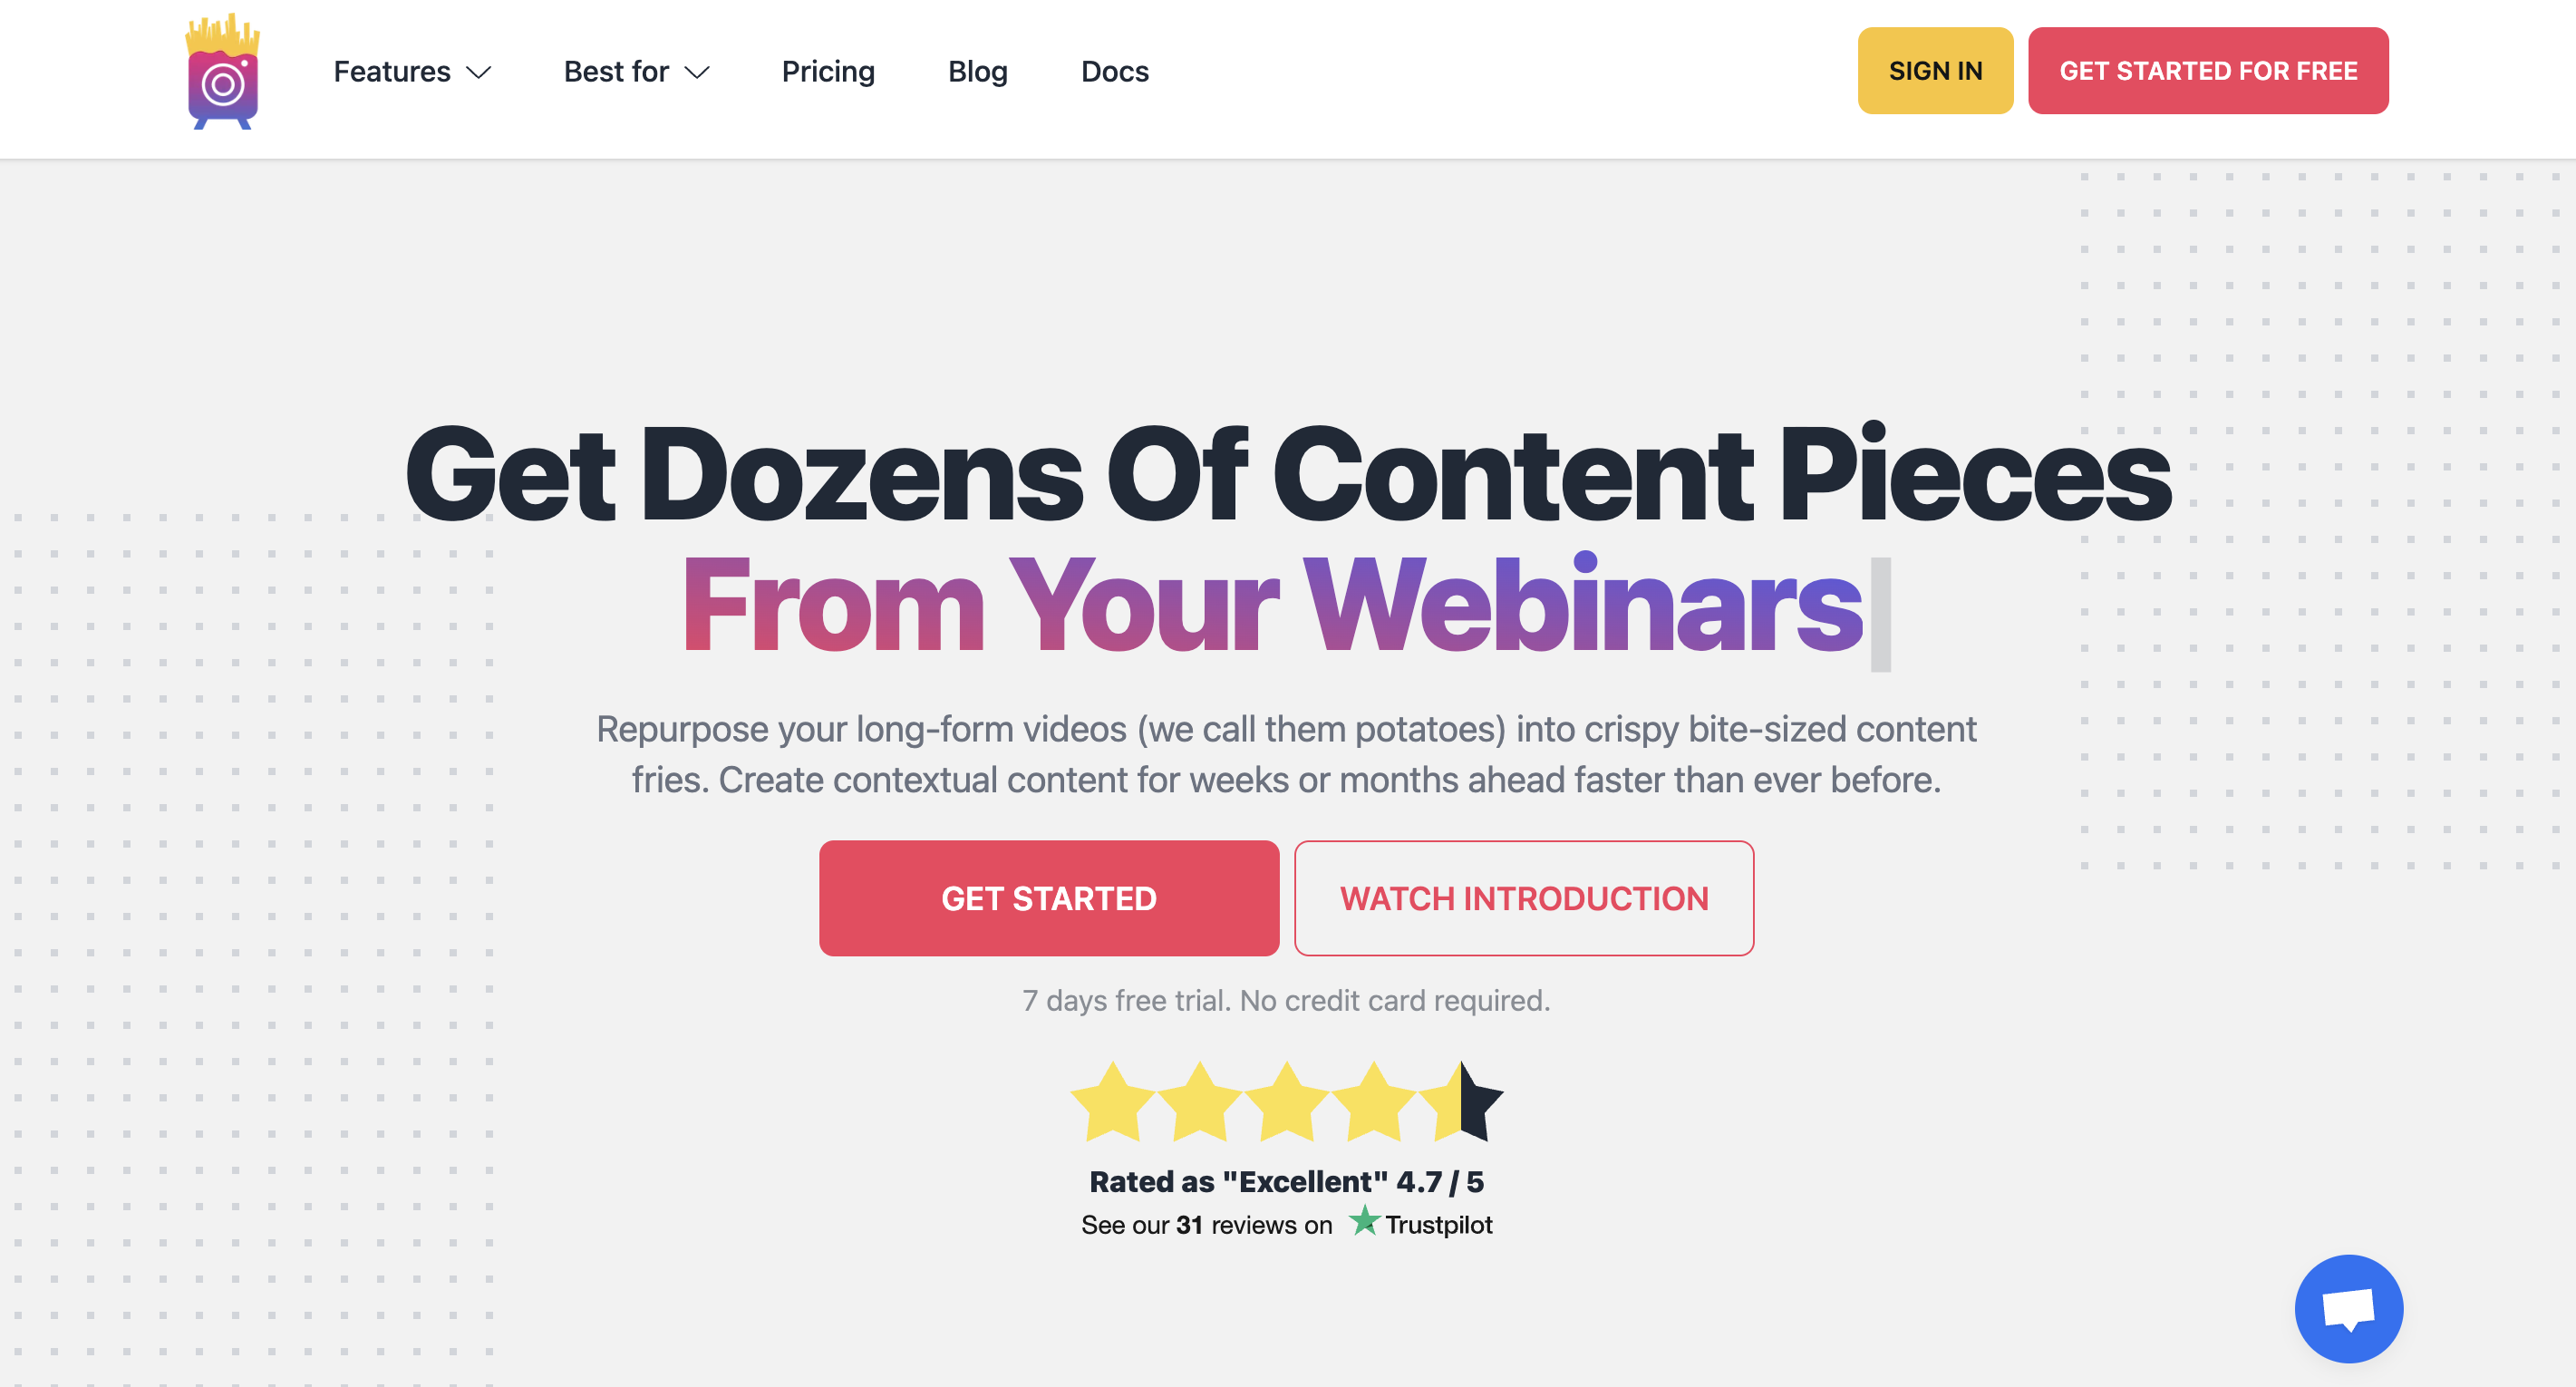 Features
Best for
Pricing
Blog
Docs
SIGN IN
GET STARTED FOR FREE
Get Dozens Of Content Pieces
From Your Webinars
Repurpose your long-form videos (we call them potatoes) into crispy bite-sized content
fries. Create contextual content for weeks or months ahead faster than ever before.
GET STARTED
WATCH INTRODUCTION
7 days free trial. No credit card required.
Rated as "Excellent" 4.7 / 5
See our 31 reviews on Trustpilot